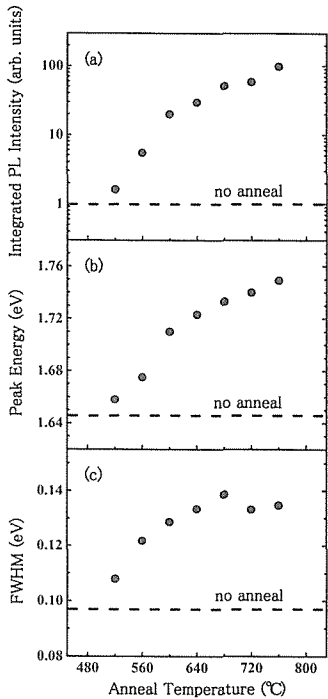 Integrated PL Intensity (arb. units)
100
10
1
(a)
no anneal
Peak Energy (eV)
1.76
1.72
1.68
1.64
(b)
no anneal
FWHM (eV)
0.14
0.12
0.10
0.08
(c)
no anneal
480 560 640 720 800
Anneal Temperature (℃)